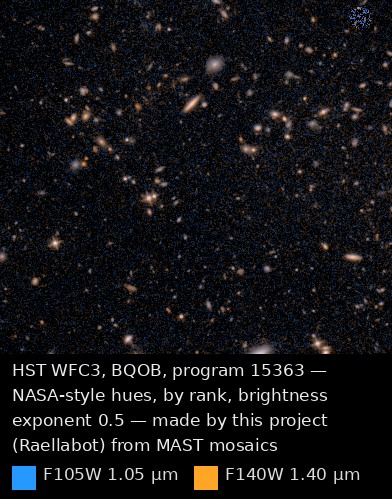 HST WFC3, BQOB, program 15363 —
NASA-style hues, by rank, brightness
exponent 0.5 — made by this project
(Raellabot) from MAST mosaics
F105W 1.05 µm F140W 1.40 µm